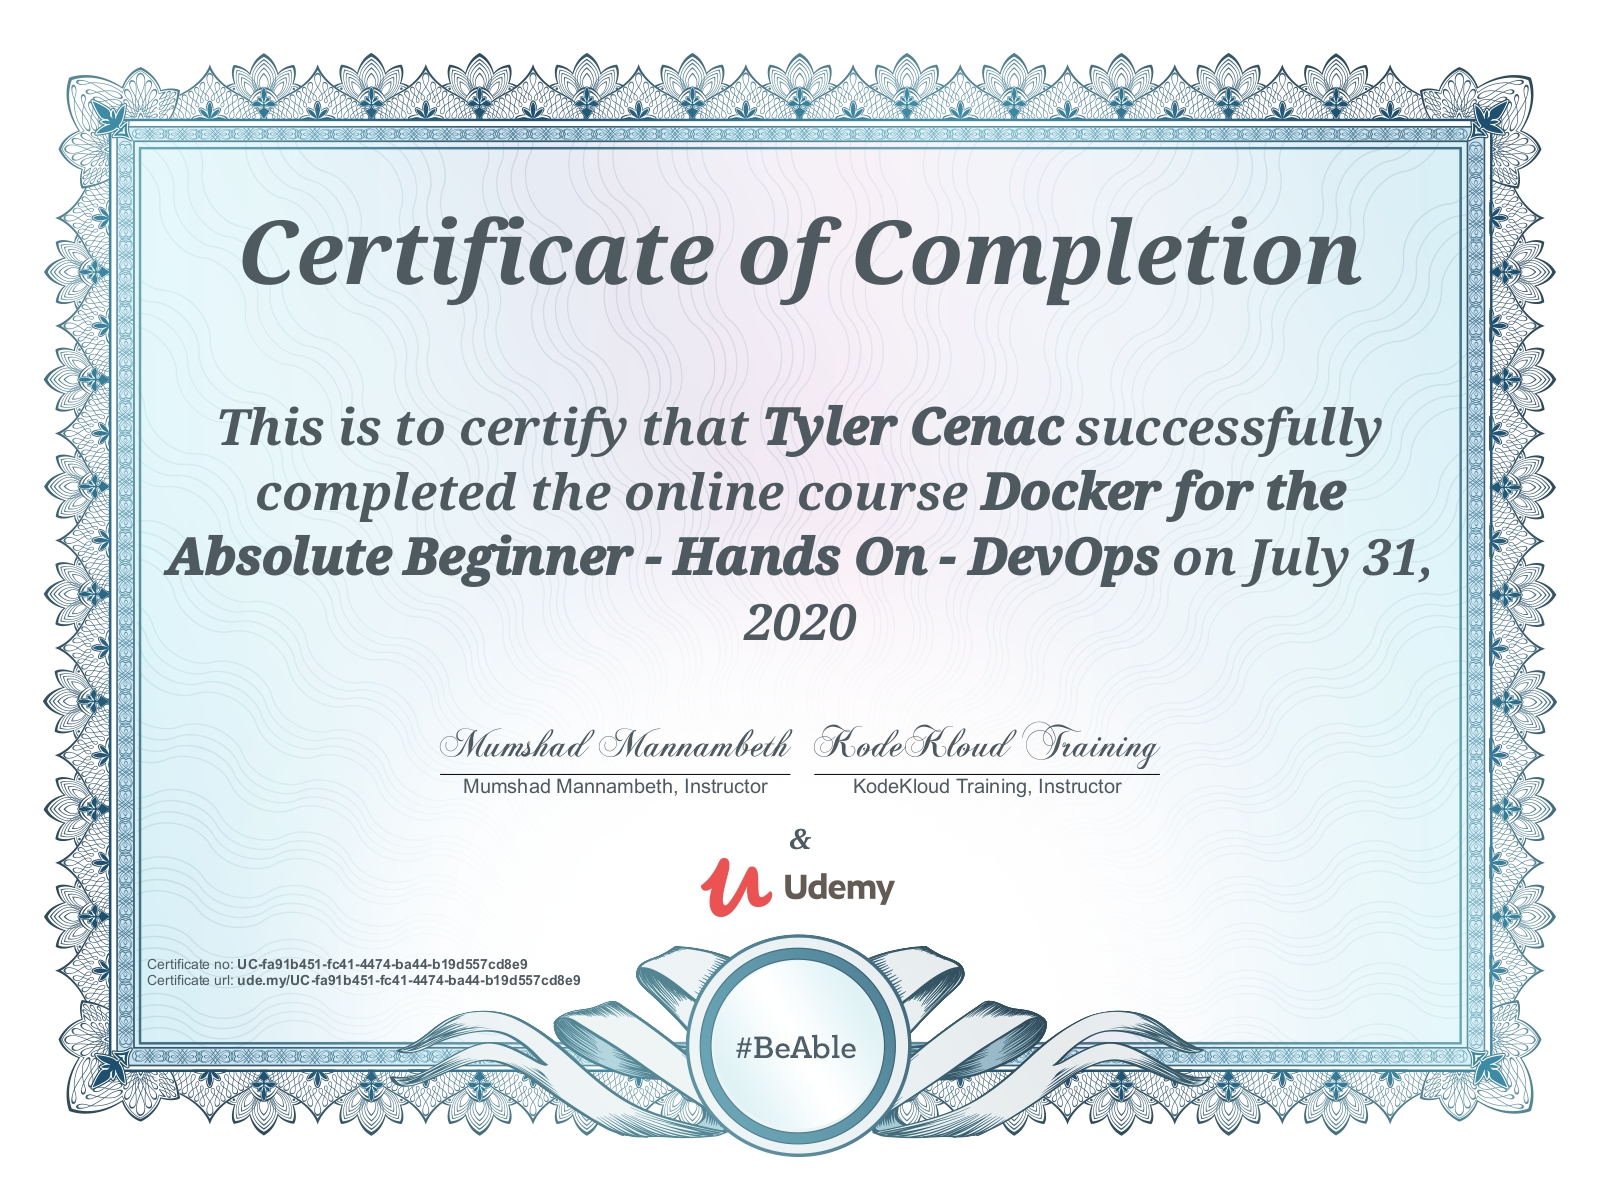 Certificate of Completion
This is to certify that Tyler Cenac successfully
completed the online course Docker for the
Absolute Beginner - Hands On - DevOps on July 31,
2020
Mumshad Mannambeth KodeKloud Training
Mumshad Mannambeth, Instructor KodeKloud Training, Instructor
&
Udemy
Certificate no: UC-fa91b451-fc41-4474-ba44-b19d557cd8e9
Certificate url: ude.my/UC-fa91b451-fc41-4474-ba44-b19d557cd8e9
#BeAble